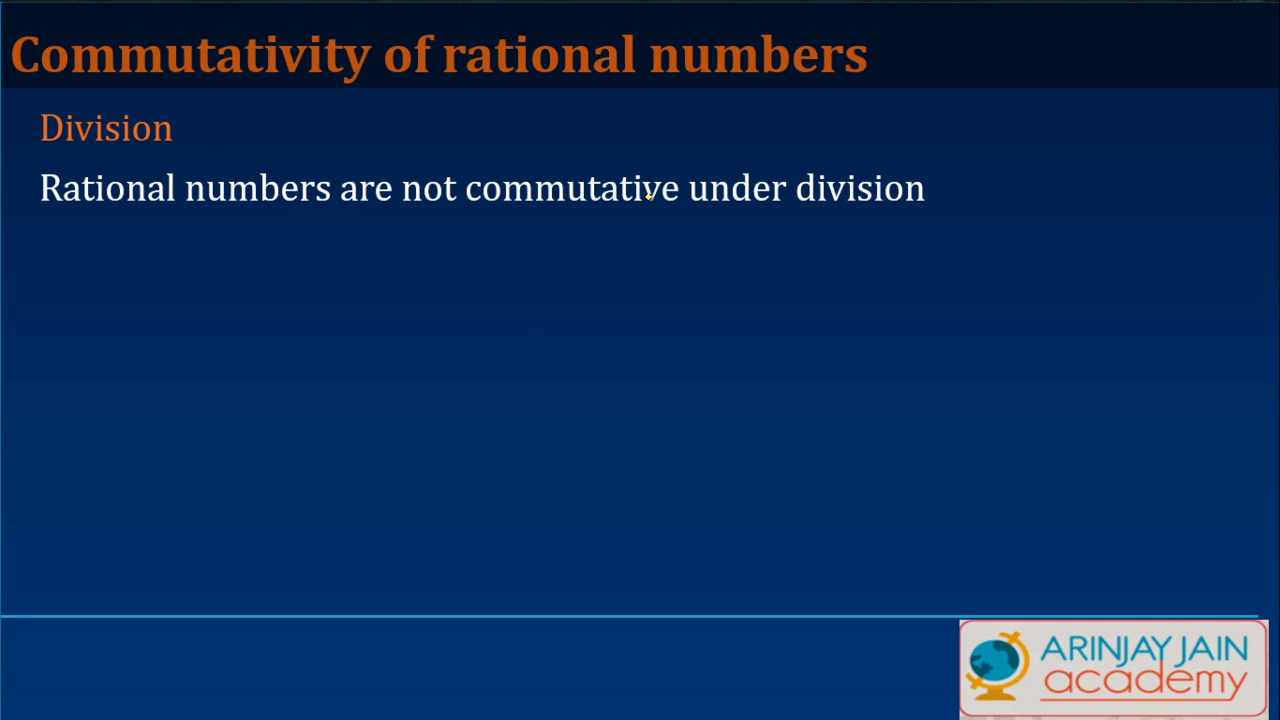 Commutativity of rational numbers
Division
Rational numbers are not commutative under division
ARINJAY JAIN
academy